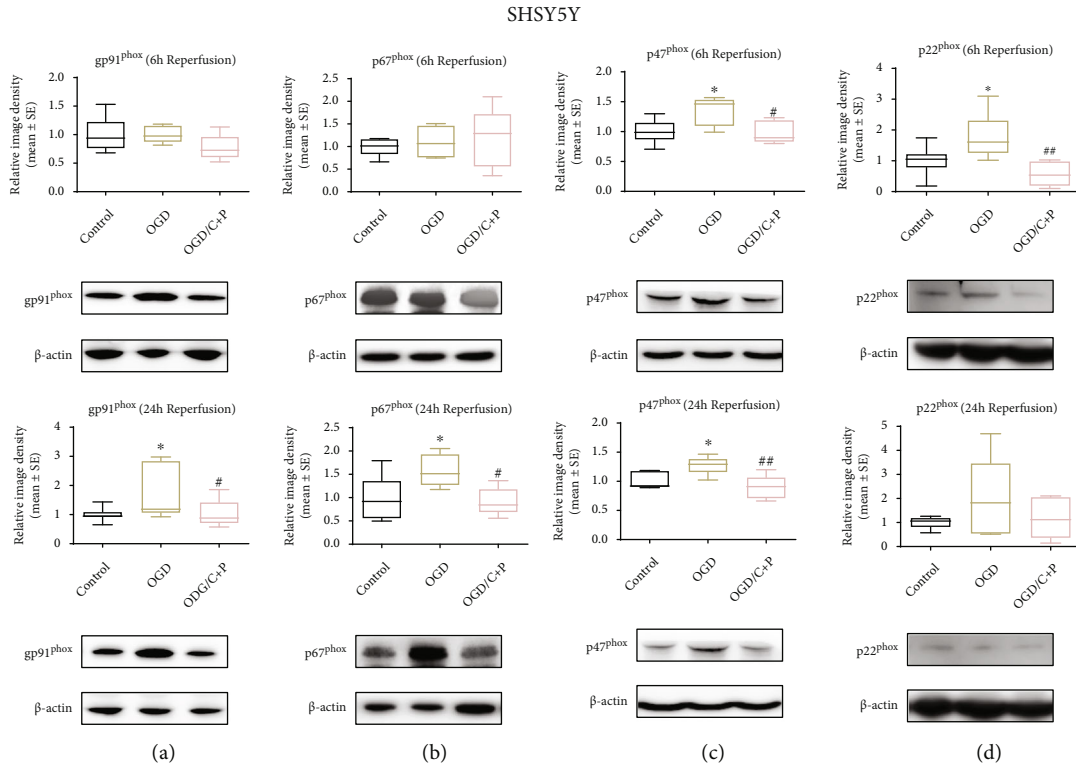 SHSY5Y
gp91phox (6h Reperfusion)
Relative image density
(mean ± SE)
2.0
1.5
1.0
0.5
0.0
Control
OGD
OGD/C+P
gp91phox
β-actin
gp91phox (24h Reperfusion)
Relative image density
(mean ± SE)
4
3
2
1
0
*
#
Control
OGD
ODG/C+P
gp91phox
β-actin
(a)
p67phox (6h Reperfusion)
Relative image density
(mean ± SE)
2.5
2.0
1.5
1.0
0.5
0.0
Control
OGD
OGD/C+P
p67phox
β-actin
p67phox (24h Reperfusion)
Relative image density
(mean ± SE)
2.5
2.0
1.5
1.0
0.5
0.0
*
#
Control
OGD
OGD/C+P
p67phox
β-actin
(b)
p47phox (6h Reperfusion)
Relative image density
(mean ± SE)
2.0
1.5
1.0
0.5
0.0
*
#
Control
OGD
OGD/C+P
p47phox
β-actin
p47phox (24h Reperfusion)
Relative image density
(mean ± SE)
2.0
1.5
1.0
0.5
0.0
*
##
Control
OGD
OGD/C+P
p47phox
β-actin
(c)
p22phox (6h Reperfusion)
Relative image density
(mean ± SE)
4
3
2
1
0
*
##
Control
OGD
OGD/C+P
p22phox
β-actin
p22phox (24h Reperfusion)
Relative image density
(mean ± SE)
5
4
3
2
1
0
Control
OGD
OGD/C+P
p22phox
β-actin
(d)